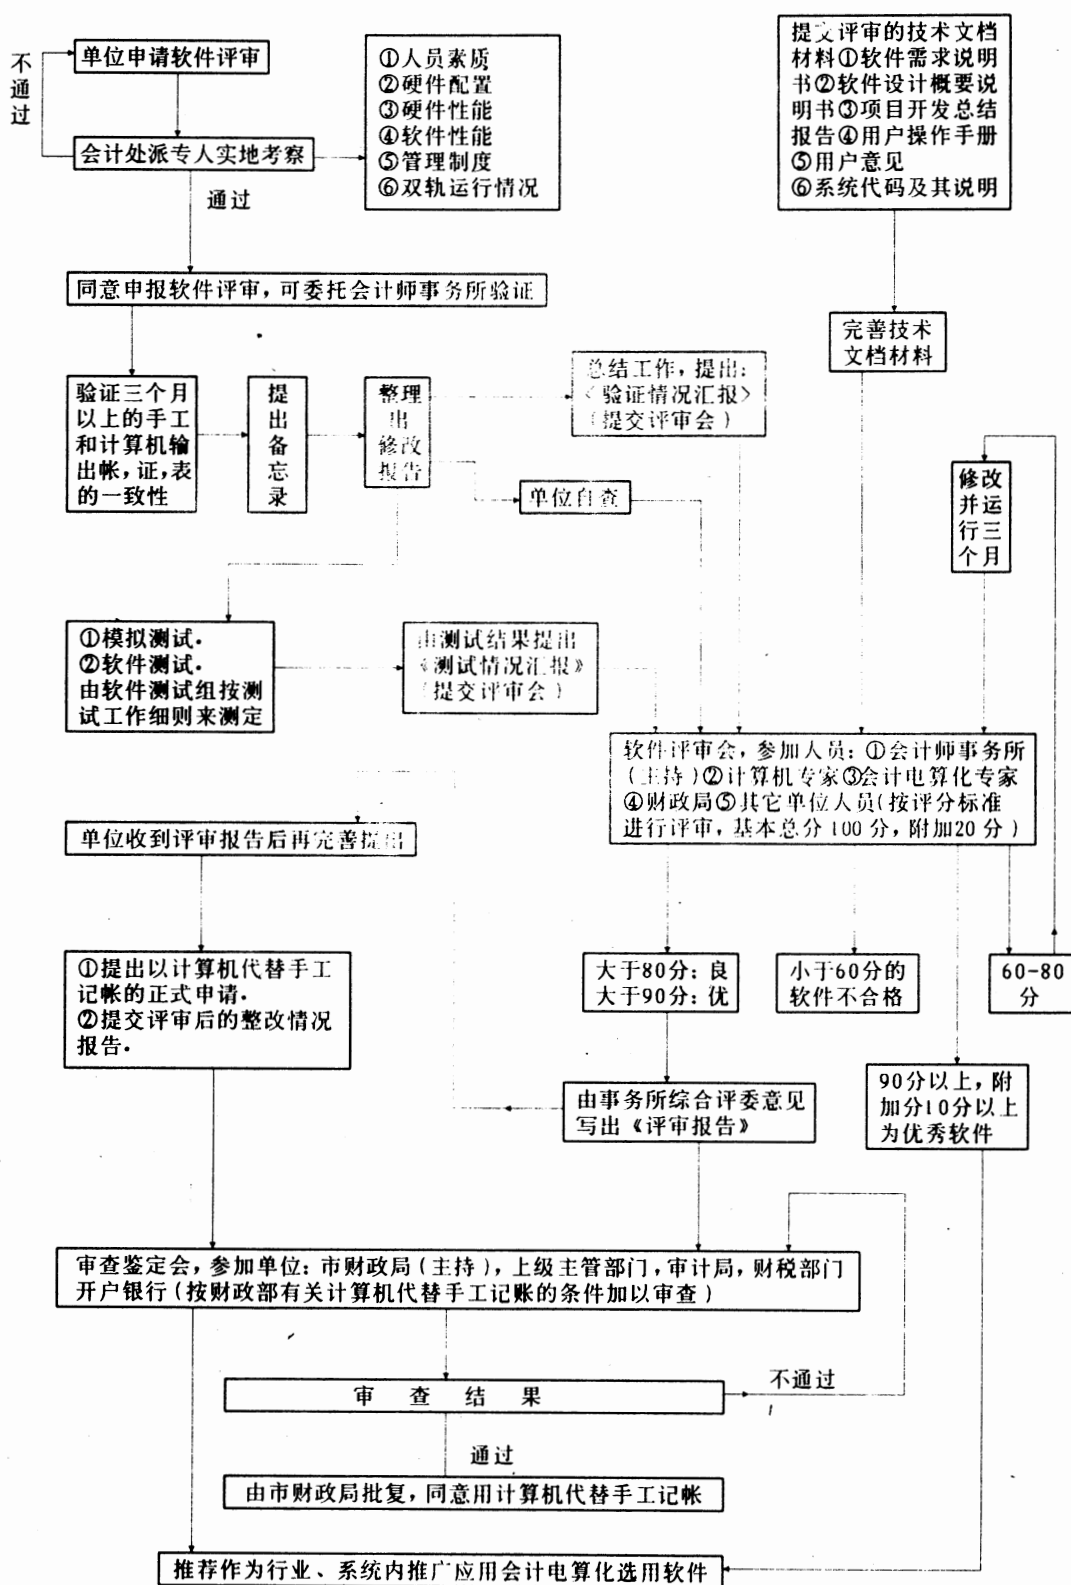 单位申请软件评审
不
通
过
会计处派专人实地考察
①人员素质
②硬件配置
③硬件性能
④软件性能
⑤管理制度
⑥双轨运行情况
通过
提交评审的技术文档
材料①软件需求说明
书②软件设计概要说
明书③项目开发总结
报告④用户操作手册
⑤用户意见
⑥系统代码及其说明
同意申报软件评审,可委托会计师事务所验证
完善技术
文档材料
验证三个月
以上的手工
和计算机输
出帐,证,表
的一致性
提
出
备
忘
录
整理
出
修改
报告
总结工作,提出:
《验证情况汇报》
(提交评审会)
单位自查
修改
并运
行三
个月
①模拟测试.
②软件测试.
由软件测试组按测
试工作细则来测定
由测试结果提出
《测试情况汇报》
(提交评审会)
软件评审会,参加人员:①会计师事务所
(主持)②计算机专家③会计电算化专家
④财政局⑤其它单位人员(按评分标准
进行评审,基本总分100分,附加20分)
单位收到评审报告后再完善提出
①提出以计算机代替手工
记帐的正式申请.
②提交评审后的整改情况
报告.
大于80分:良
大于90分:优
小于60分的
软件不合格
60-80
分
由事务所综合评委意见
写出《评审报告》
90分以上,附
加分10分以上
为优秀软件
审查鉴定会,参加单位:市财政局(主持),上级主管部门,审计局,财税部门
开户银行(按财政部有关计算机代替手工记账的条件加以审查)
审查结果
不通过
通过
由市财政局批复,同意用计算机代替手工记帐
推荐作为行业、系统内推广应用会计电算化选用软件